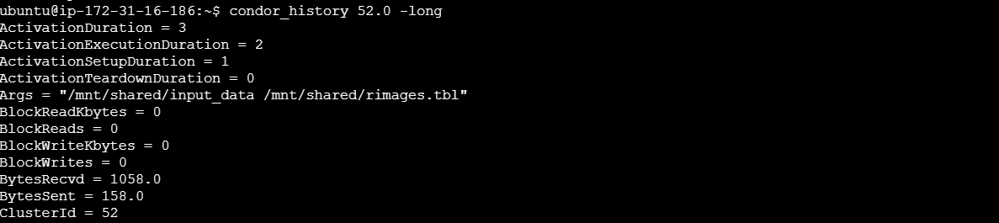 ubuntu@ip-172-31-16-186:~$ condor_history 52.0 -long
ActivationDuration = 3
ActivationExecutionDuration = 2
ActivationSetupDuration = 1
ActivationTeardownDuration = 0
Args = "/mnt/shared/input_data /mnt/shared/rimages.tbl"
BlockReadKbytes = 0
BlockReads = 0
BlockWriteKbytes = 0
BlockWrites = 0
BytesRecvd = 1058.0
BytesSent = 158.0
ClusterId = 52